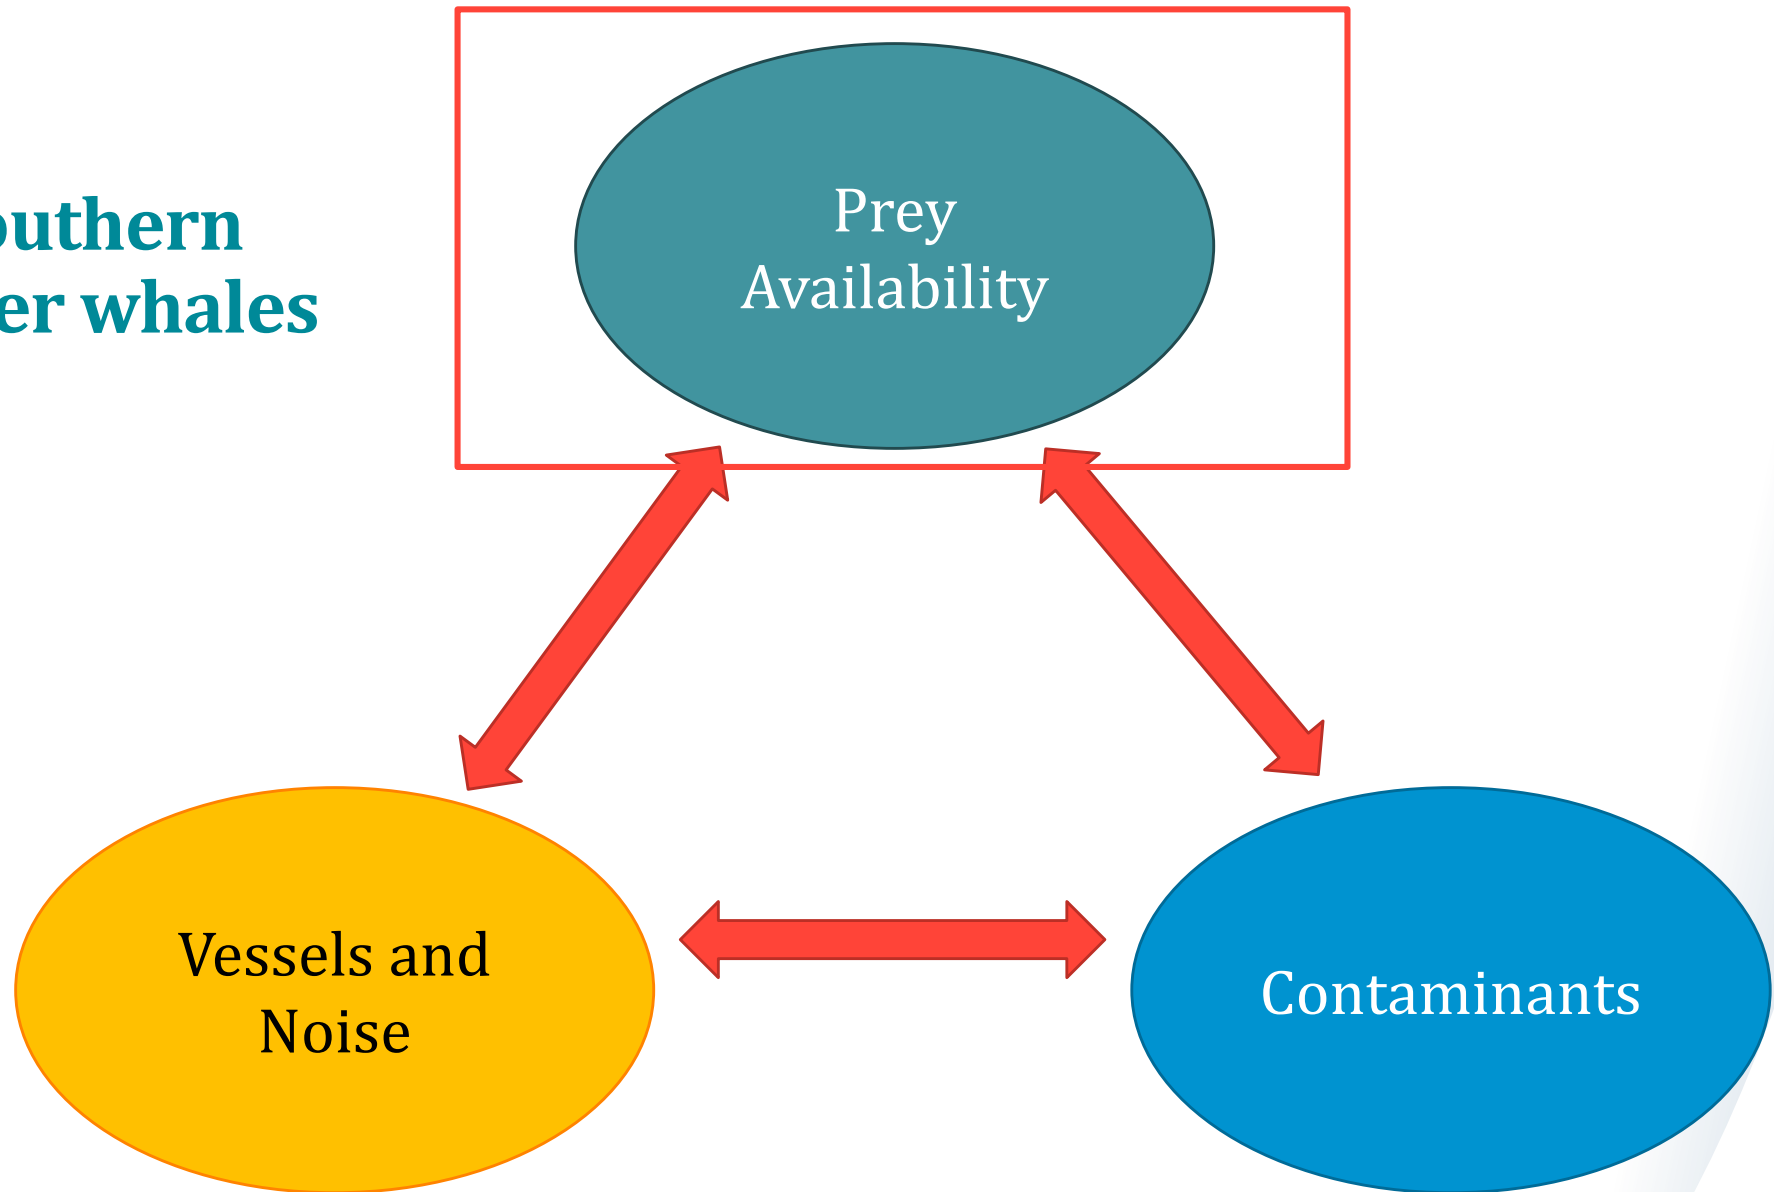 outhern
er whales
Prey
Availability
Vessels and
Noise
Contaminants